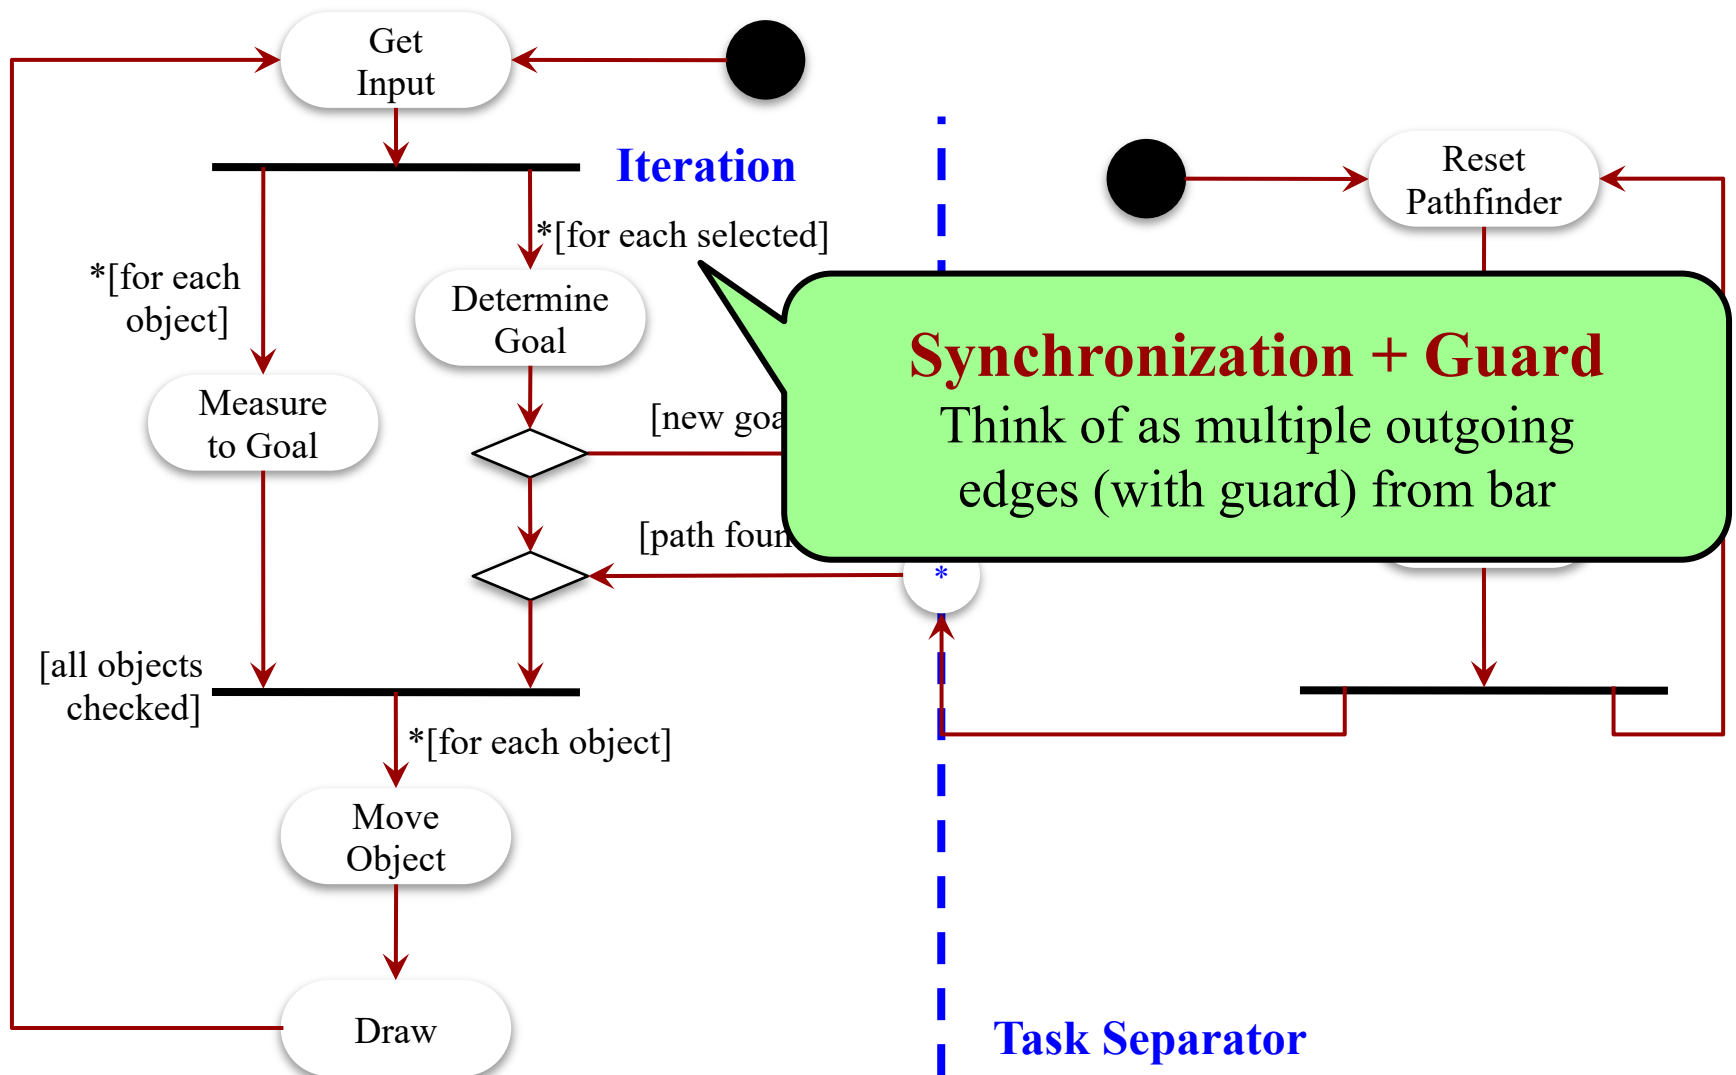 Get
Input
Iteration
Reset
Pathfinder
*[for each selected]
*[for each
object]
Determine
Goal
Synchronization + Guard
Think of as multiple outgoing
edges (with guard) from bar
Measure
to Goal
[new
[path
*
[all objects
checked]
*[for each object]
Move
Object
Draw
Task Separator